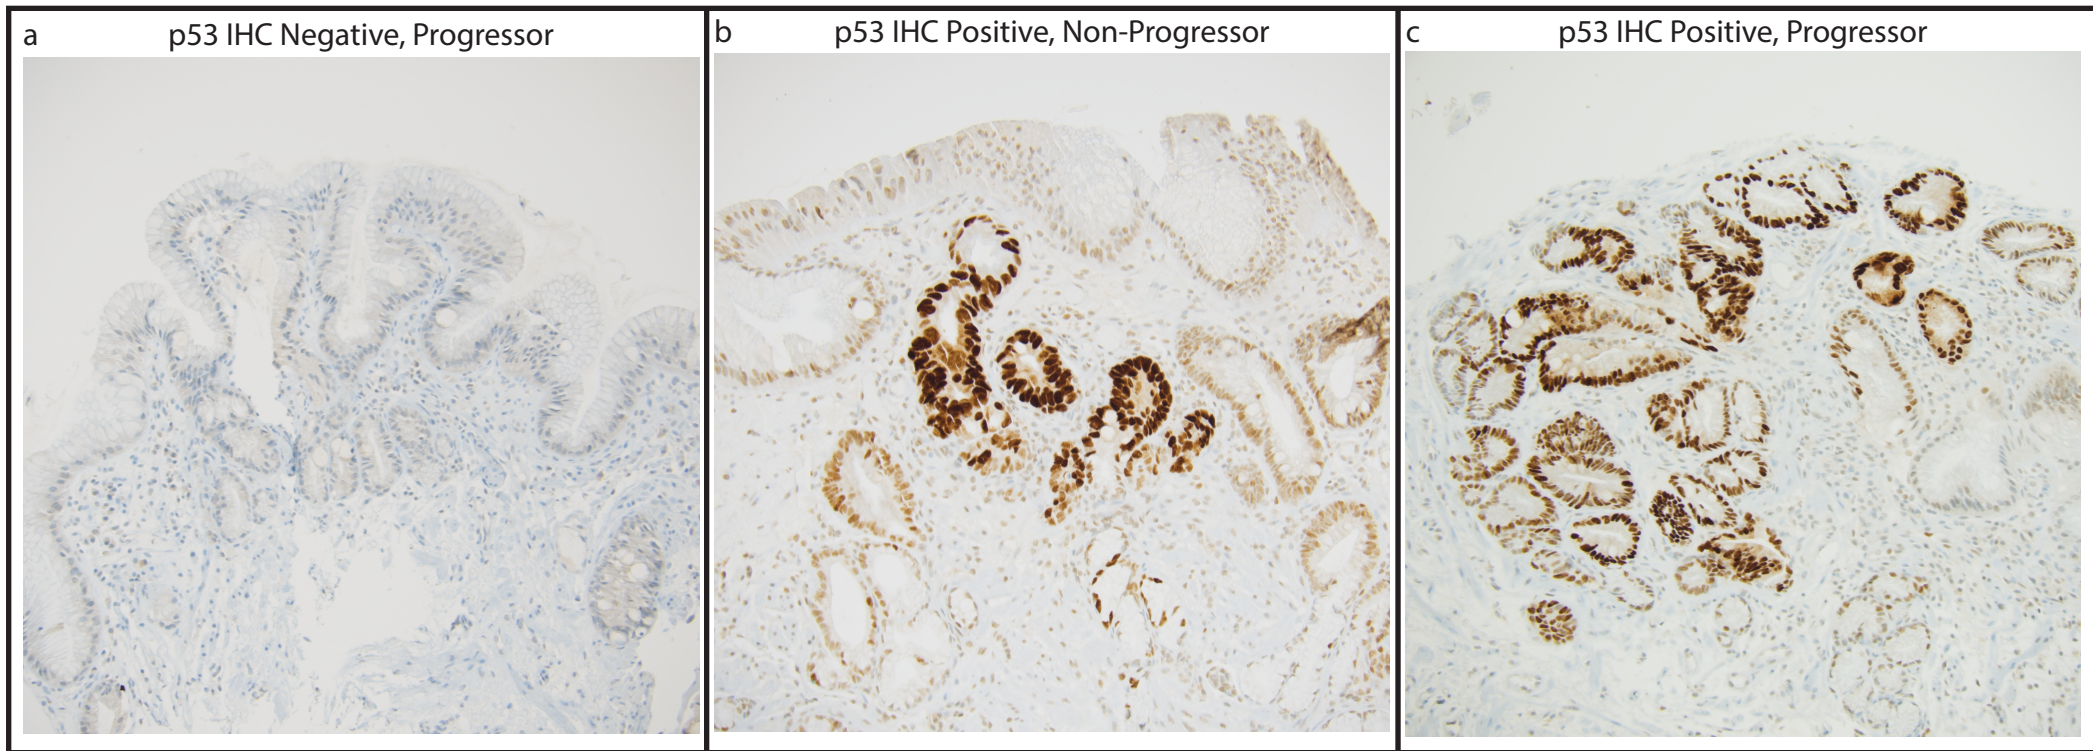 a
p53 IHC Negative, Progressor
b
p53 IHC Positive, Non-Progressor
c
p53 IHC Positive, Progressor